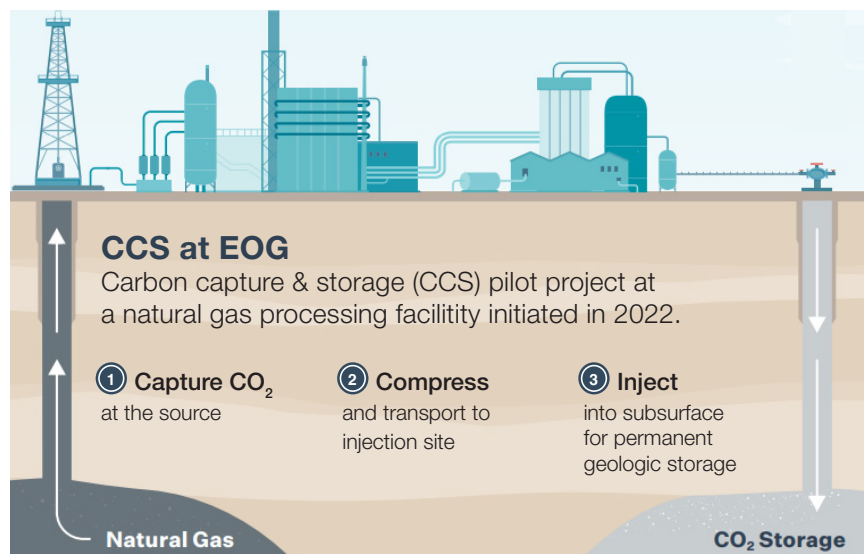 CCS at EOG
Carbon capture & storage (CCS) pilot project at
a natural gas processing facilitity initiated in 2022.
1 Capture CO₂
at the source
2 Compress
and transport to
injection site
3 Inject
into subsurface
for permanent
geologic storage
Natural Gas
CO₂ Storage